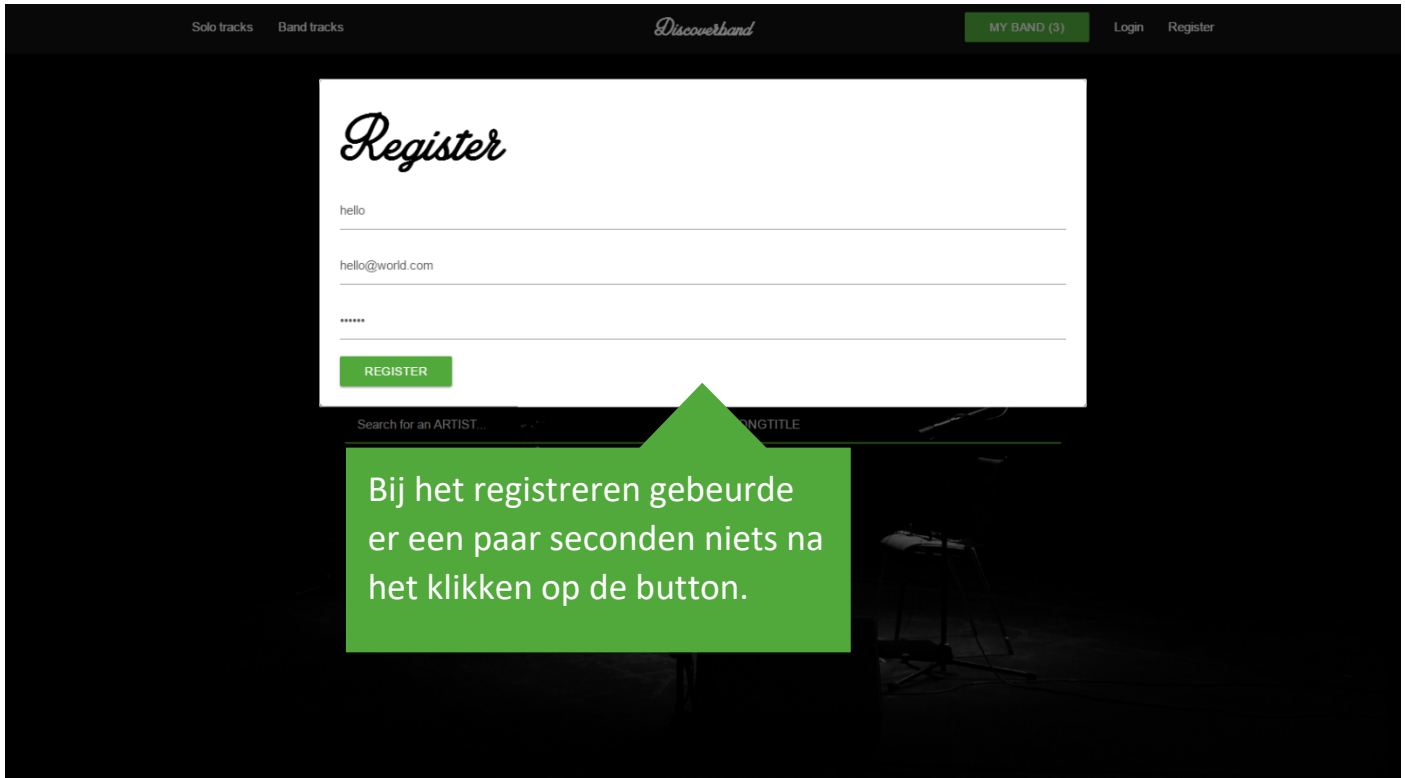 Solo tracks Band tracks Discoverband MY BAND (3) Login Register
Register
hello
hello@world.com
••••••
REGISTER
Search for an ARTIST...
Bij het registreren gebeurde
er een paar seconden niets na
het klikken op de button.